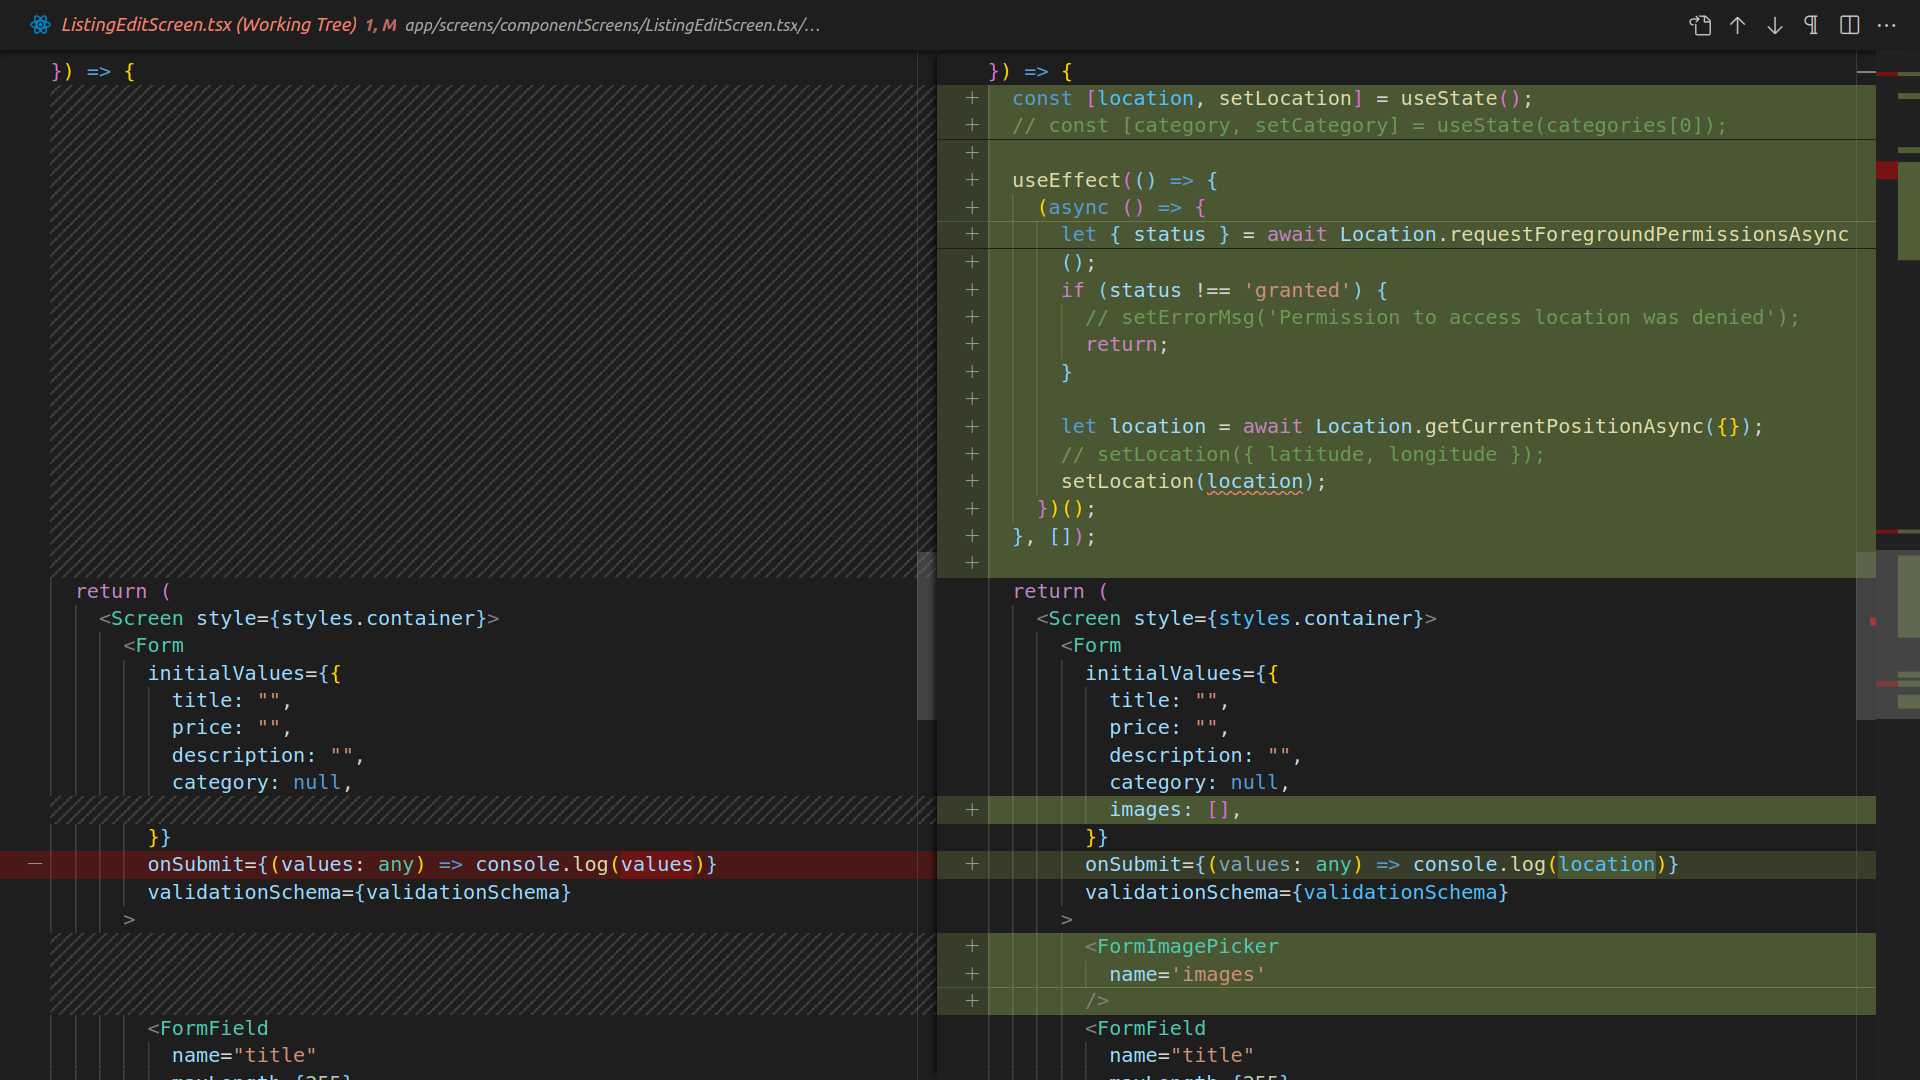 ListingEditScreen.tsx (Working Tree) 1, M app/screens/componentScreens/ListingEditScreen.tsx/...
}) => {
return (
<Screen style={styles.container}>
<Form
initialValues={{
title: "",
price: "",
description: "",
category: null,
}}
— onSubmit={(values: any) => console.log(values)}
validationSchema={validationSchema}
>
<FormField
name="title"
maxLength={255}
}) => {
+ const [location, setLocation] = useState();
+ // const [category, setCategory] = useState(categories[0]);
+
+ useEffect(() => {
+ (async () => {
+ let { status } = await Location.requestForegroundPermissionsAsync
+ ();
+ if (status !== 'granted') {
+ // setErrorMsg('Permission to access location was denied');
+ return;
+ }
+
+ let location = await Location.getCurrentPositionAsync({});
+ // setLocation({ latitude, longitude });
+ setLocation(location);
+ })();
+ }, []);
+
return (
<Screen style={styles.container}>
<Form
initialValues={{
title: "",
price: "",
description: "",
category: null,
+ images: [],
}}
+ onSubmit={(values: any) => console.log(location)}
validationSchema={validationSchema}
>
+ <FormImagePicker
+ name='images'
+ />
<FormField
name="title"
maxLength={255}